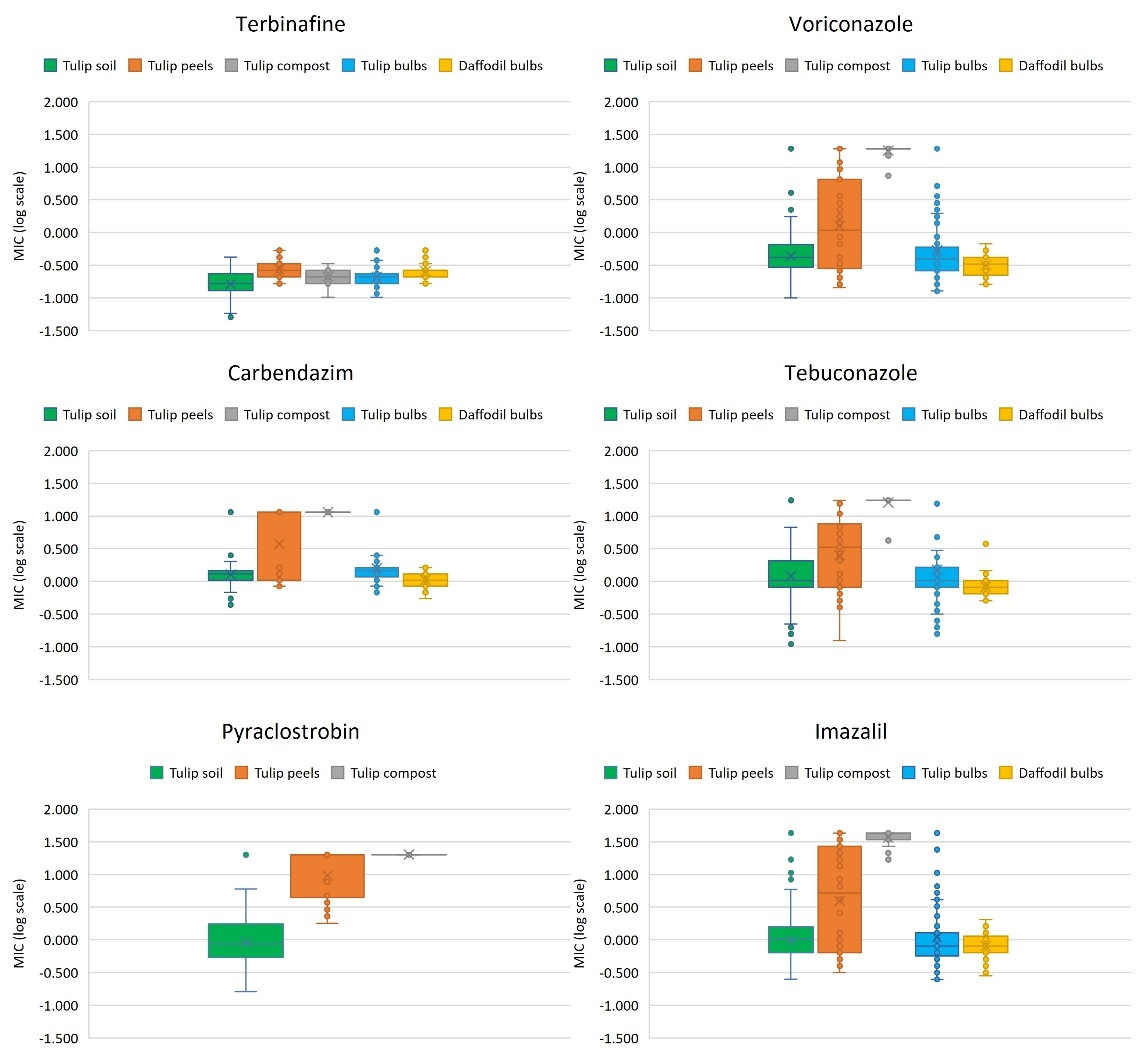 Terbinafine
Tulip soil Tulip peels Tulip compost Tulip bulbs Daffodil bulbs
MIC (log scale)
2.000
1.500
1.000
0.500
0.000
-0.500
-1.000
-1.500
Voriconazole
Tulip soil Tulip peels Tulip compost Tulip bulbs Daffodil bulbs
MIC (log scale)
2.000
1.500
1.000
0.500
0.000
-0.500
-1.000
-1.500
Carbendazim
Tulip soil Tulip peels Tulip compost Tulip bulbs Daffodil bulbs
MIC (log scale)
2.000
1.500
1.000
0.500
0.000
-0.500
-1.000
-1.500
Tebuconazole
Tulip soil Tulip peels Tulip compost Tulip bulbs Daffodil bulbs
MIC (log scale)
2.000
1.500
1.000
0.500
0.000
-0.500
-1.000
-1.500
Pyraclostrobin
Tulip soil Tulip peels Tulip compost
MIC (log scale)
2.000
1.500
1.000
0.500
0.000
-0.500
-1.000
-1.500
Imazalil
Tulip soil Tulip peels Tulip compost Tulip bulbs Daffodil bulbs
MIC (log scale)
2.000
1.500
1.000
0.500
0.000
-0.500
-1.000
-1.500